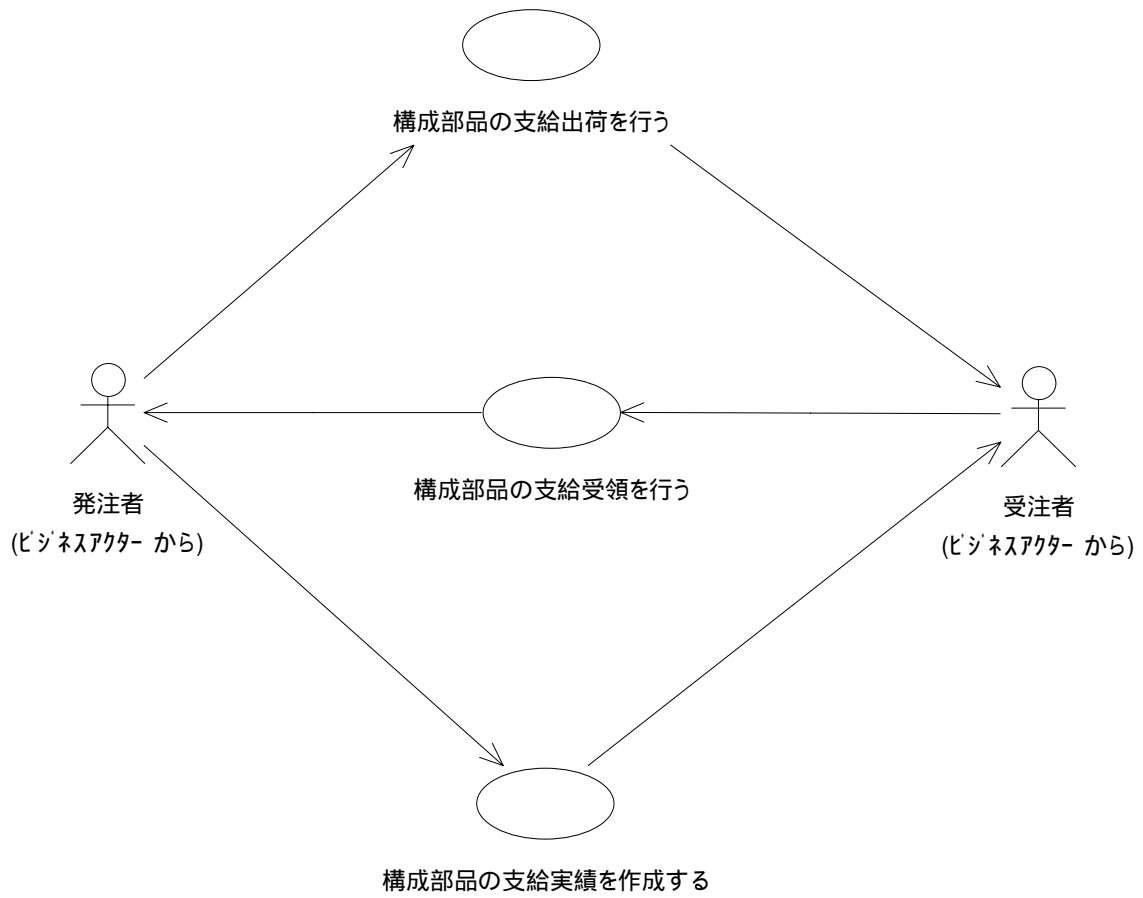 構成部品の支給出荷を行う
構成部品の支給受領を行う
発注者
(ﾋﾞｼﾞﾈｽｱｸﾀｰ から)
受注者
(ﾋﾞｼﾞﾈｽｱｸﾀｰ から)
構成部品の支給実績を作成する